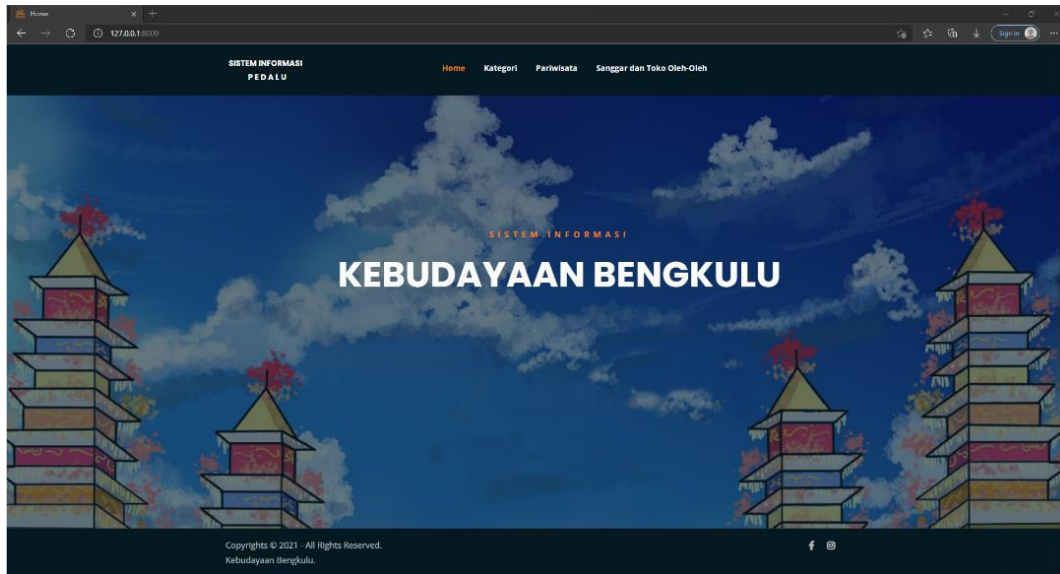 Home
127.0.0.1:8000
Sign in
SISTEM INFORMASI
PEDALU
Home Kategori Pariwisata Sanggar dan Toko Oleh-Oleh
SISTEM INFORMASI
KEBUDAYAAN BENGKULU
Copyrights © 2021 - All Rights Reserved.
Kebudayaan Bengkulu.